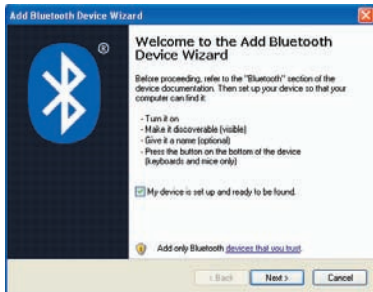 Add Bluetooth Device Wizard
Welcome to the Add Bluetooth
Device Wizard
Before proceeding, refer to the "Bluetooth" section of the
device documentation. Then set up your device so that your
computer can find it:
- Turn it on
- Make it discoverable (visible)
- Give it a name (optional)
- Press the button on the bottom of the device
(keyboards and mice only)
My device is set up and ready to be found.
Add only Bluetooth devices that you trust.
< Back Next > Cancel